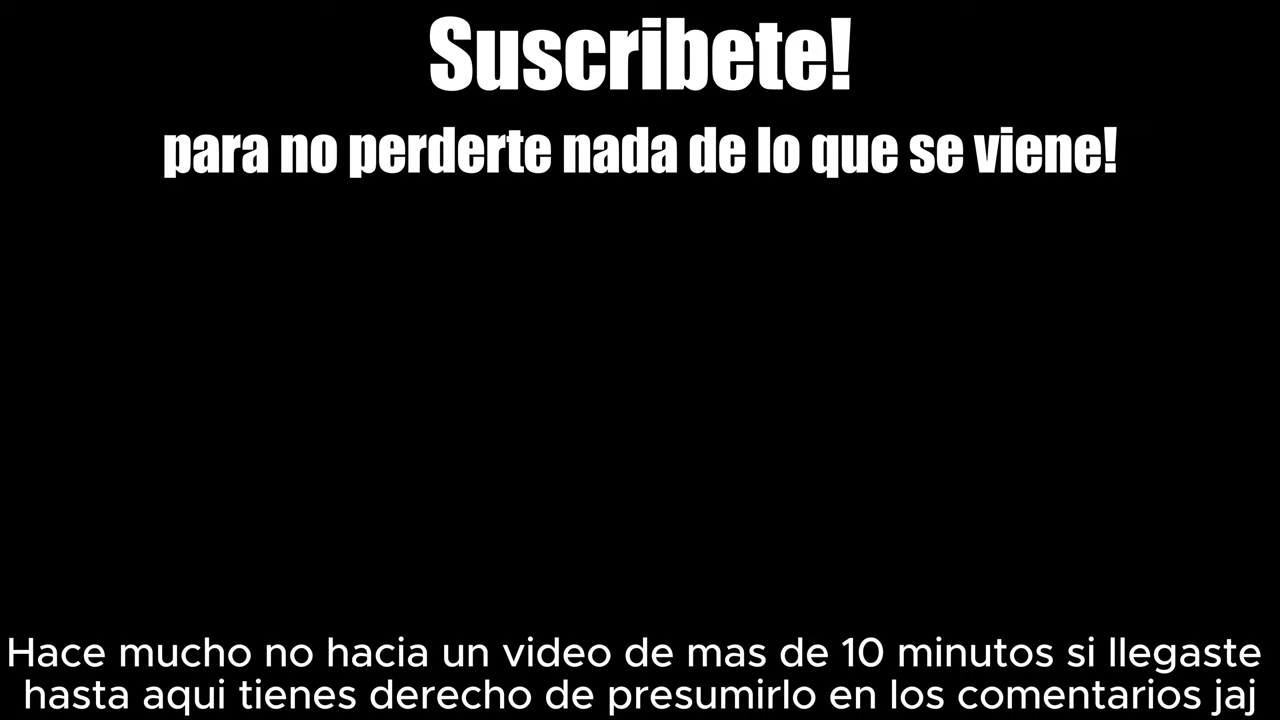 Suscribete!
para no perderte nada de lo que se viene!
Hace mucho no hacia un video de mas de 10 minutos si llegaste
hasta aqui tienes derecho de presumirlo en los comentarios jaj